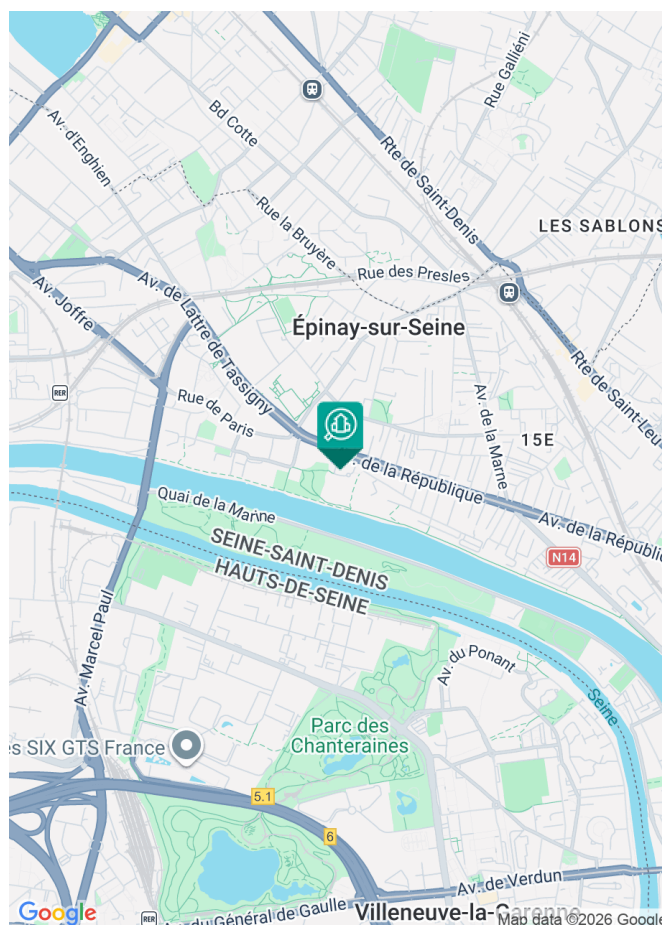 Rue Galliéni
Bd Cotte
Av. d'Enghien
Rte de Saint-Denis
Rue la Bruyère
LES SABLONS
Rue des Presles
Av. de Lattre de Tassigny
Av. Joffre
Épinay-sur-Seine
Rte de Saint-Leu
RER
Rue de Paris
Av. de la Marne
15E
de la République
Quai de la Marine
Av. de la Républiq
SEINE-SAINT-DENIS
HAUTS-DE-SEINE
N14
Av. Marcel Paul
Av. du Ponant
Seine
Parc des
Chanteraines
es SIX GTS France
5.1
6
Av. de Verdun
Google
RER
du Général de Gaulle
Villeneuve-la-Garenne
Map data ©2026 Google